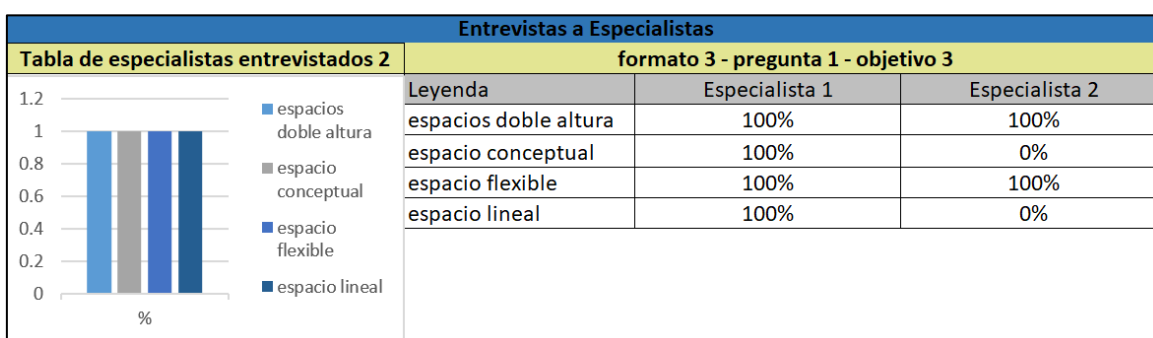 Entrevistas a Especialistas
Tabla de especialistas entrevistados 2
formato 3 - pregunta 1 - objetivo 3
1.2
1
0.8
0.6
0.4
0.2
0
%
espacios
doble altura
espacio
conceptual
espacio
flexible
espacio lineal
Leyenda Especialista 1 Especialista 2
espacios doble altura 100% 100%
espacio conceptual 100% 0%
espacio flexible 100% 100%
espacio lineal 100% 0%